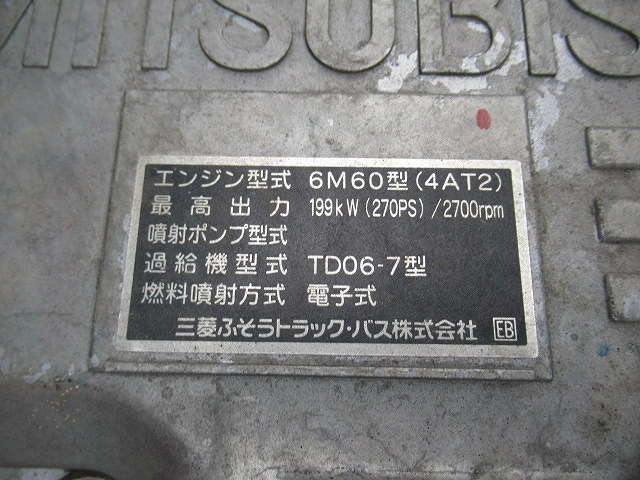 MITSUBIS
エンジン型式 6M60型(4AT2)
最高出力 199kW(270PS)/2700rpm
噴射ポンプ型式
過給機型式 TD06-7型
燃料噴射方式 電子式
三菱ふそうトラック・バス株式会社 EB